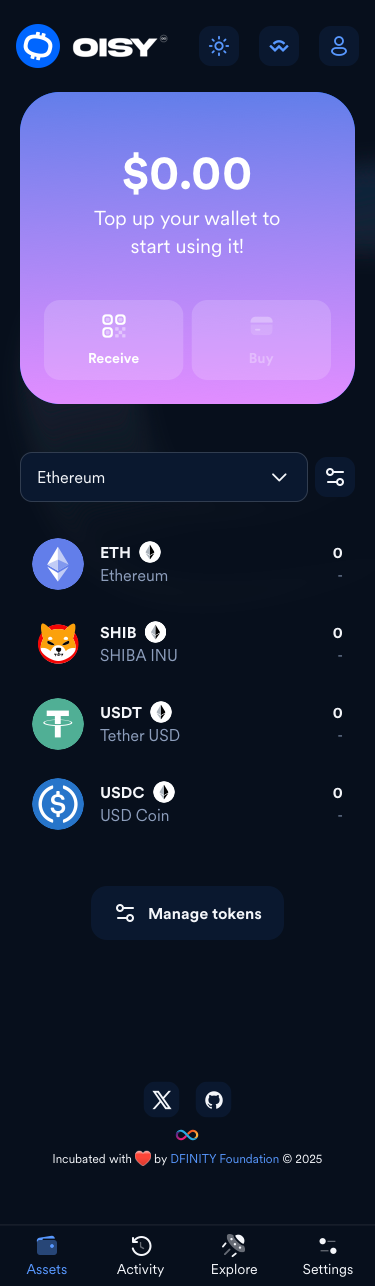 OISY
$0.00
Top up your wallet to
start using it!
Receive
Buy
Ethereum
ETH
0
Ethereum
-
SHIB
0
SHIBA INU
-
USDT
0
Tether USD
-
USDC
0
USD Coin
-
Manage tokens
Incubated with ❤️ by DFINITY Foundation © 2025
Assets
Activity
Explore
Settings